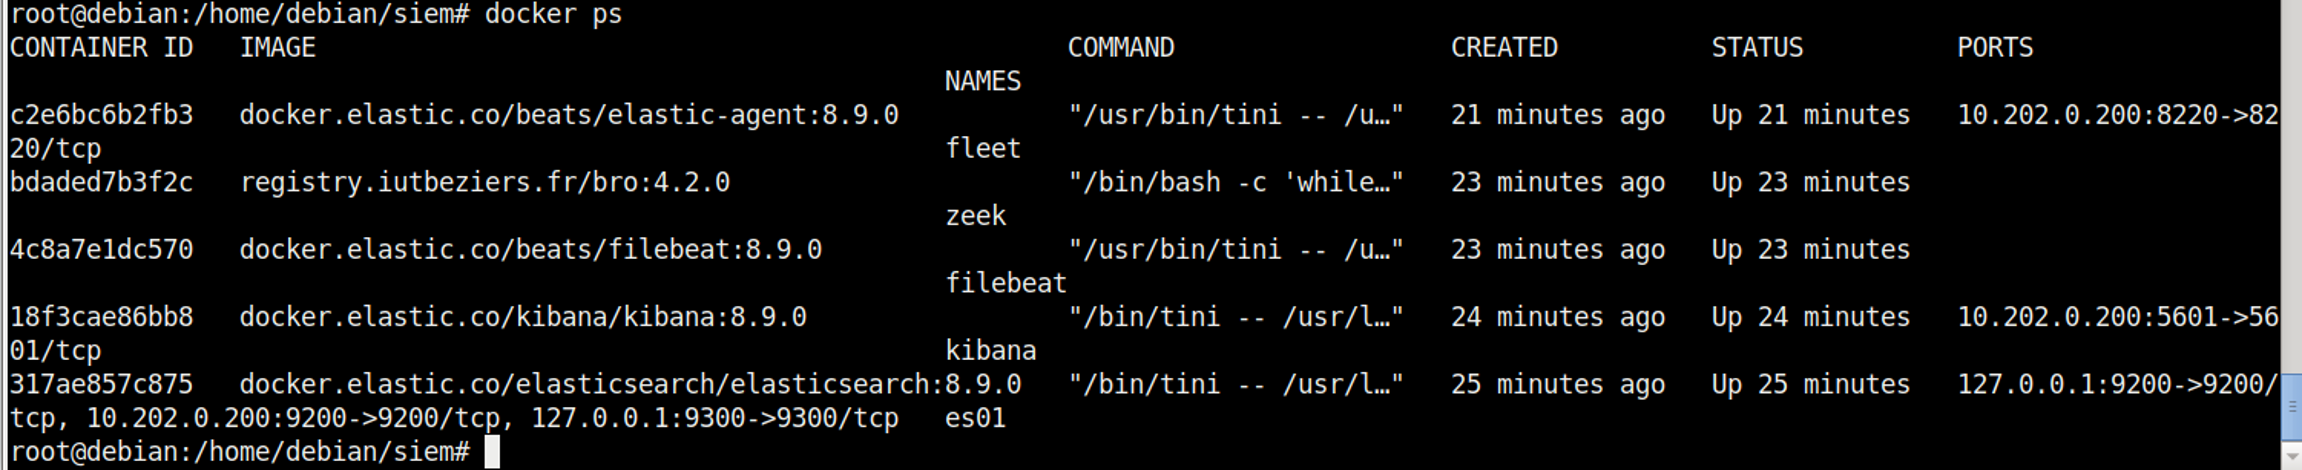 root@debian:/home/debian/siem# docker ps
CONTAINER ID   IMAGE                                                 COMMAND                  CREATED          STATUS          PORTS
                                                             NAMES
c2e6bc6b2fb3   docker.elastic.co/beats/elastic-agent:8.9.0           "/usr/bin/tini -- /u…"   21 minutes ago   Up 21 minutes   10.202.0.200:8220->82
20/tcp                                                       fleet
bdaded7b3f2c   registry.iutbeziers.fr/bro:4.2.0                      "/bin/bash -c 'while…"   23 minutes ago   Up 23 minutes
                                                             zeek
4c8a7e1dc570   docker.elastic.co/beats/filebeat:8.9.0                "/usr/bin/tini -- /u…"   23 minutes ago   Up 23 minutes
                                                             filebeat
18f3cae86bb8   docker.elastic.co/kibana/kibana:8.9.0                 "/bin/tini -- /usr/l…"   24 minutes ago   Up 24 minutes   10.202.0.200:5601->56
01/tcp                                                       kibana
317ae857c875   docker.elastic.co/elasticsearch/elasticsearch:8.9.0   "/bin/tini -- /usr/l…"   25 minutes ago   Up 25 minutes   127.0.0.1:9200->9200/
tcp, 10.202.0.200:9200->9200/tcp, 127.0.0.1:9300->9300/tcp   es01
root@debian:/home/debian/siem#